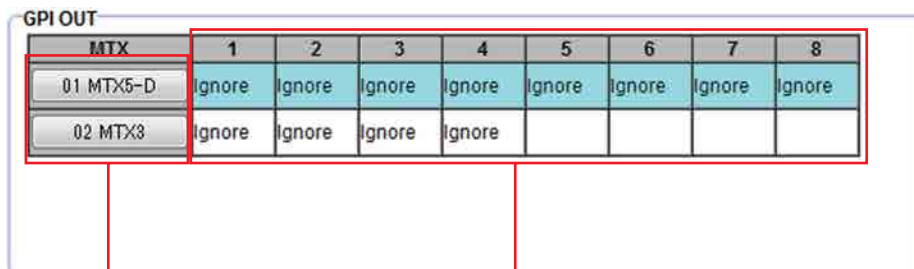 GPI OUT
MTX 1 2 3 4 5 6 7 8
01 MTX5-D Ignore Ignore Ignore Ignore Ignore Ignore Ignore Ignore
02 MTX3 Ignore Ignore Ignore Ignore